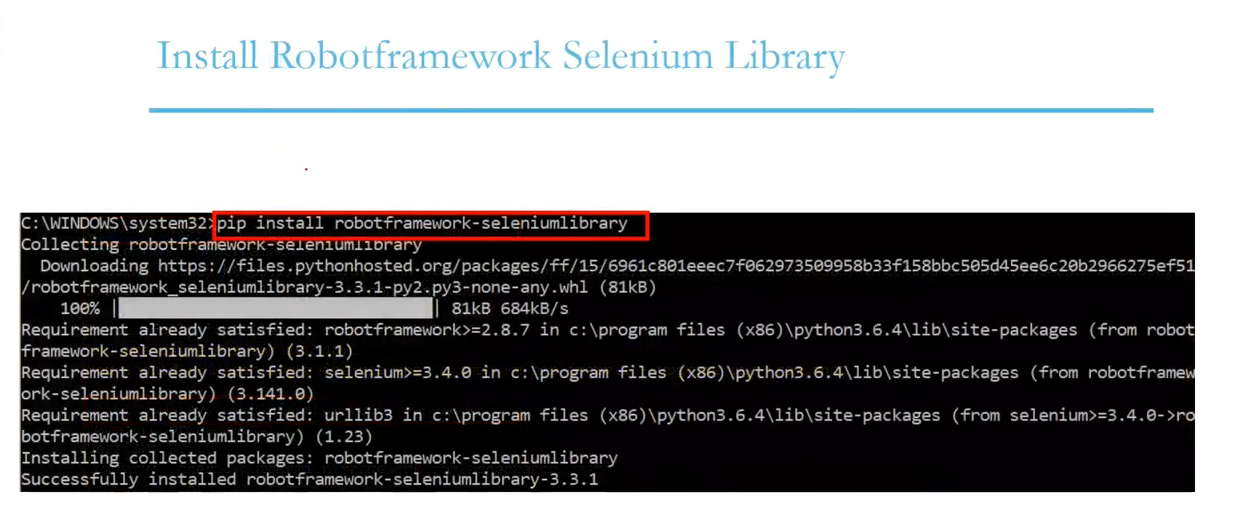 Install Robotframework Selenium Library
C:\WINDOWS\system32>pip install robotframework-seleniumlibrary
Collecting robotframework-seleniumlibrary
Downloading https://files.pythonhosted.org/packages/ff/15/6961c801eeec7f062973509958b33f158bbc505d45ee6c20b2966275ef51
/robotframework_seleniumlibrary-3.3.1-py2.py3-none-any.whl (81kB)
100% | | 81kB 684kB/s
Requirement already satisfied: robotframework>=2.8.7 in c:\program files (x86)\python3.6.4\lib\site-packages (from robot
framework-seleniumlibrary) (3.1.1)
Requirement already satisfied: selenium>=3.4.0 in c:\program files (x86)\python3.6.4\lib\site-packages (from robotframew
ork-seleniumlibrary) (3.141.0)
Requirement already satisfied: urllib3 in c:\program files (x86)\python3.6.4\lib\site-packages (from selenium>=3.4.0->ro
botframework-seleniumlibrary) (1.23)
Installing collected packages: robotframework-seleniumlibrary
Successfully installed robotframework-seleniumlibrary-3.3.1